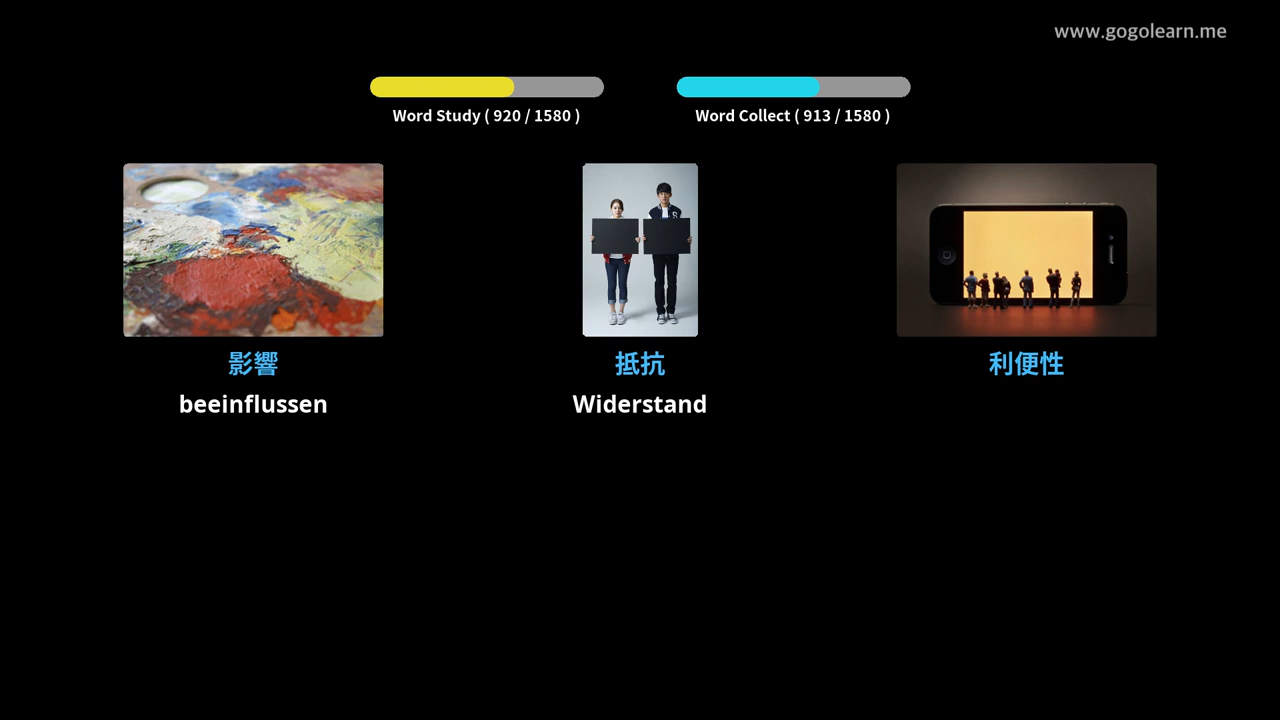 www.gogolearn.me
Word Study ( 920 / 1580 )
Word Collect ( 913 / 1580 )
影響
抵抗
利便性
beeinflussen
Widerstand